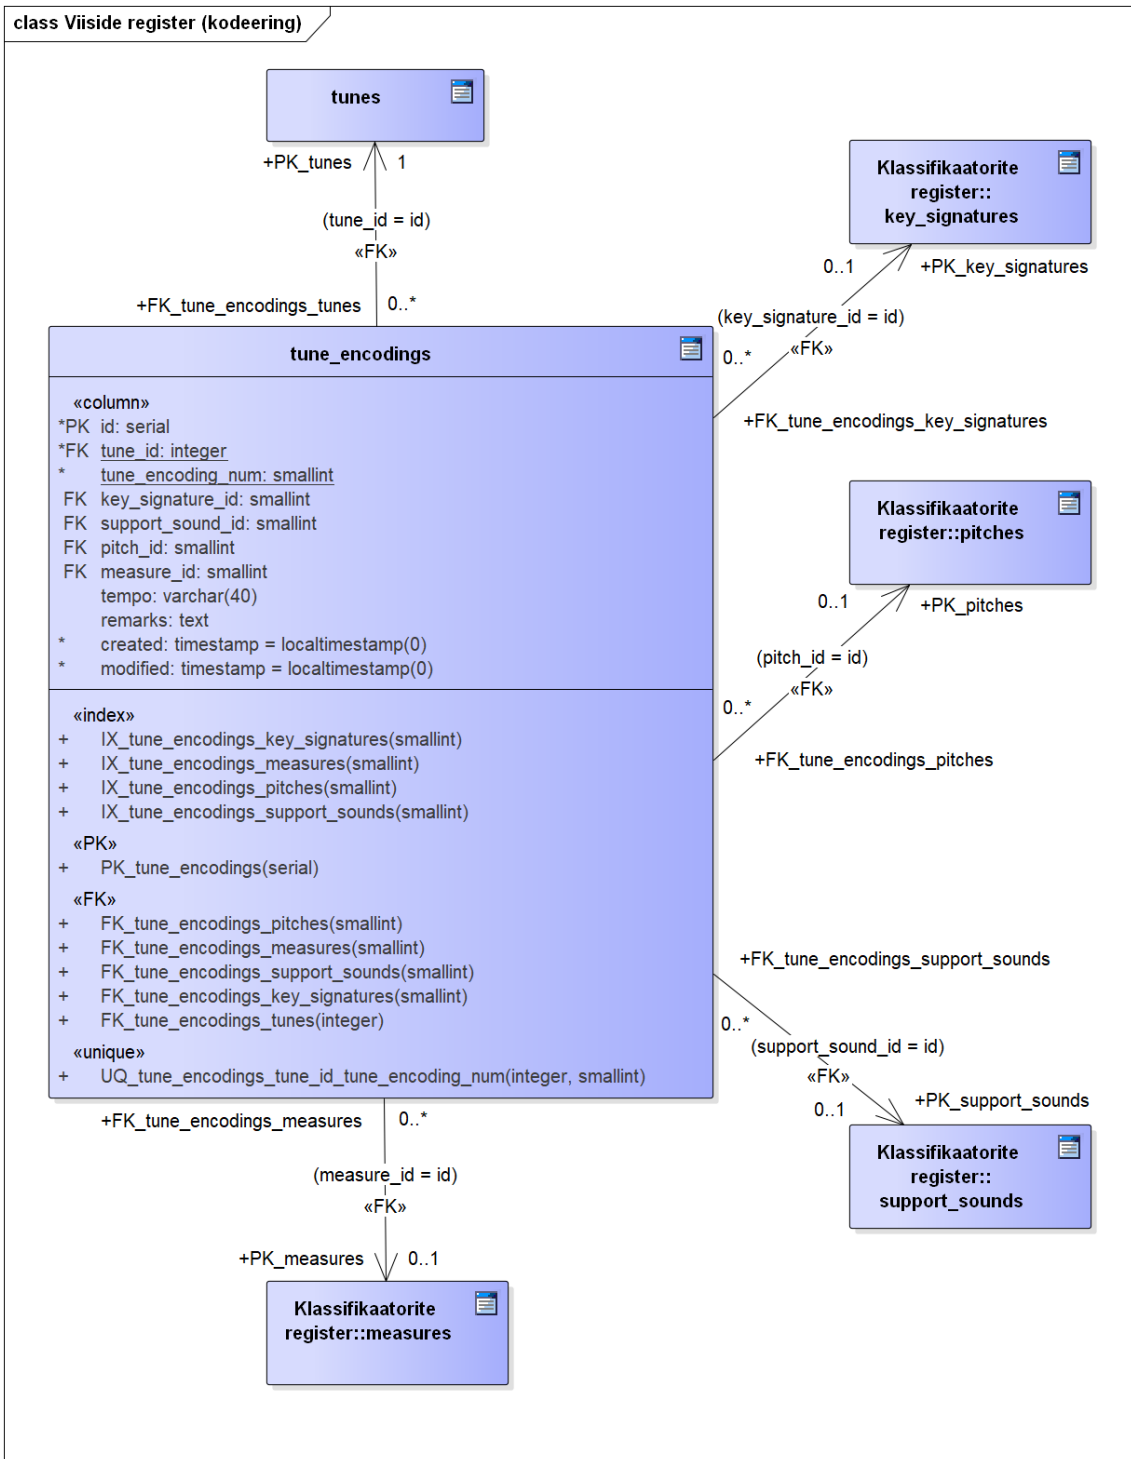 class Viiside register (kodeering)
tunes
+PK_tunes
1
(tune_id = id)
«FK»
+FK_tune_encodings_tunes
0..*
Klassifikaatorite
register::
key_signatures
0..1
+PK_key_signatures
(key_signature_id = id)
«FK»
0..*
+FK_tune_encodings_key_signatures
tune_encodings
«column»
*PK id: serial
*FK tune_id: integer
* tune_encoding_num: smallint
FK key_signature_id: smallint
FK support_sound_id: smallint
FK pitch_id: smallint
FK measure_id: smallint
tempo: varchar(40)
remarks: text
* created: timestamp = localtimestamp(0)
* modified: timestamp = localtimestamp(0)
«index»
+ IX_tune_encodings_key_signatures(smallint)
+ IX_tune_encodings_measures(smallint)
+ IX_tune_encodings_pitches(smallint)
+ IX_tune_encodings_support_sounds(smallint)
«PK»
+ PK_tune_encodings(serial)
«FK»
+ FK_tune_encodings_pitches(smallint)
+ FK_tune_encodings_measures(smallint)
+ FK_tune_encodings_support_sounds(smallint)
+ FK_tune_encodings_key_signatures(smallint)
+ FK_tune_encodings_tunes(integer)
«unique»
+ UQ_tune_encodings_tune_id_tune_encoding_num(integer, smallint)
Klassifikaatorite
register::pitches
0..1
+PK_pitches
(pitch_id = id)
«FK»
0..*
+FK_tune_encodings_pitches
+FK_tune_encodings_support_sounds
0..*
(support_sound_id = id)
«FK»
0..1
+PK_support_sounds
Klassifikaatorite
register::
support_sounds
+FK_tune_encodings_measures
0..*
(measure_id = id)
«FK»
+PK_measures
0..1
Klassifikaatorite
register::measures